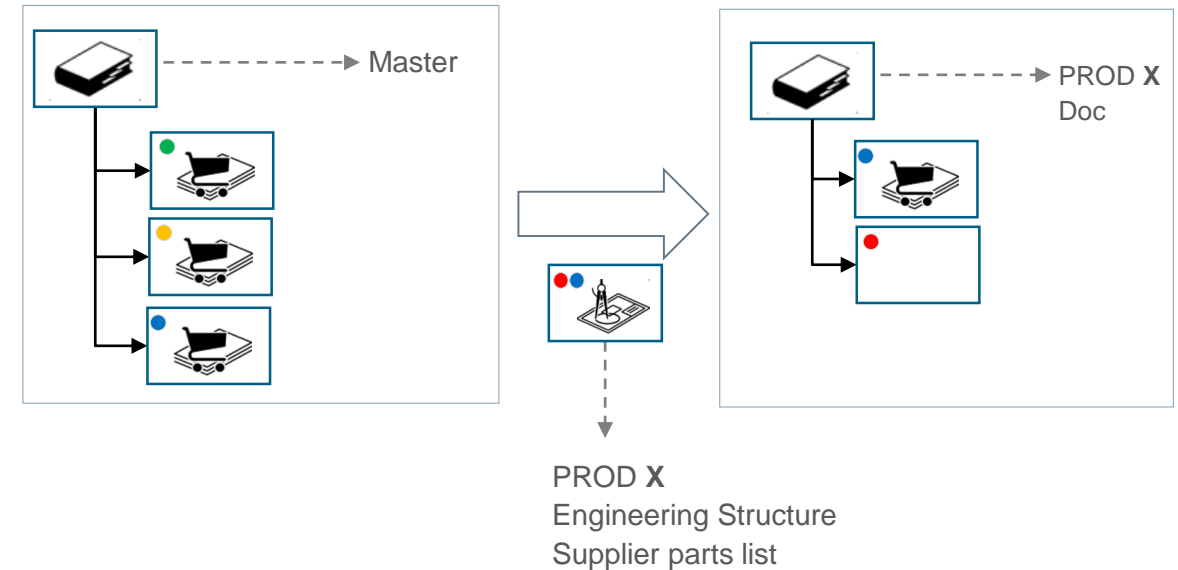 Master
PROD X
Doc
PROD X
Engineering Structure
Supplier parts list